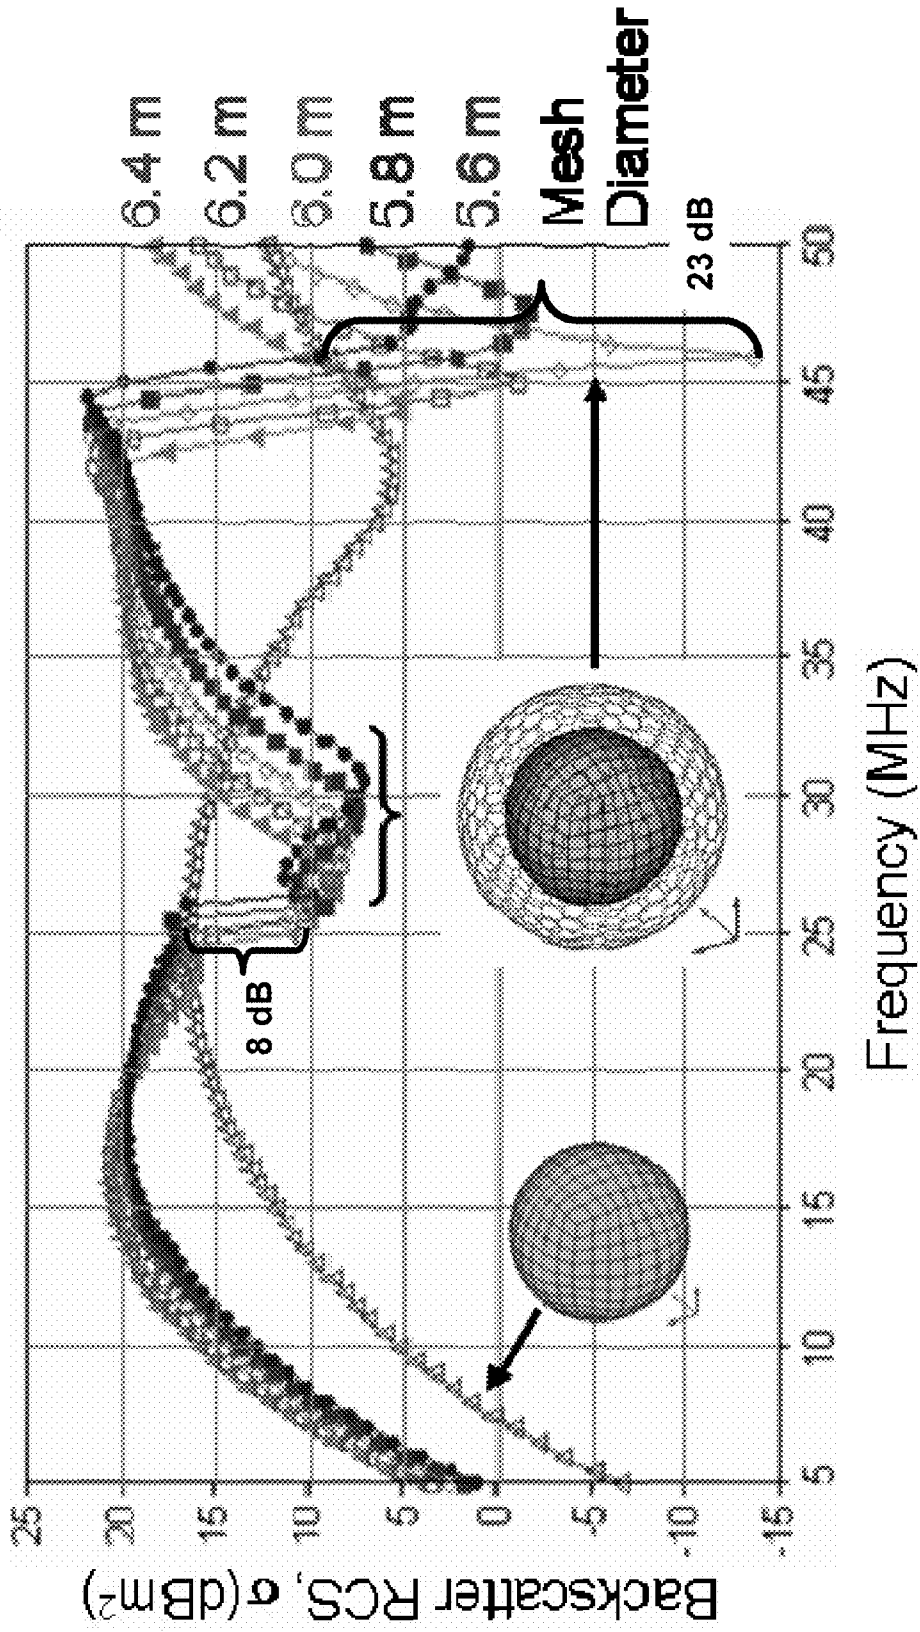 Backscatter RCS, σ (dBm²)
20
15
10
5
0
-5
-10
-15
5
10
15
20
25
30
35
40
45
50
Frequency (MHz)
8 dB
23 dB
6.4 m
6.2 m
6.0 m
5.8 m
5.6 m
Mesh
Diameter